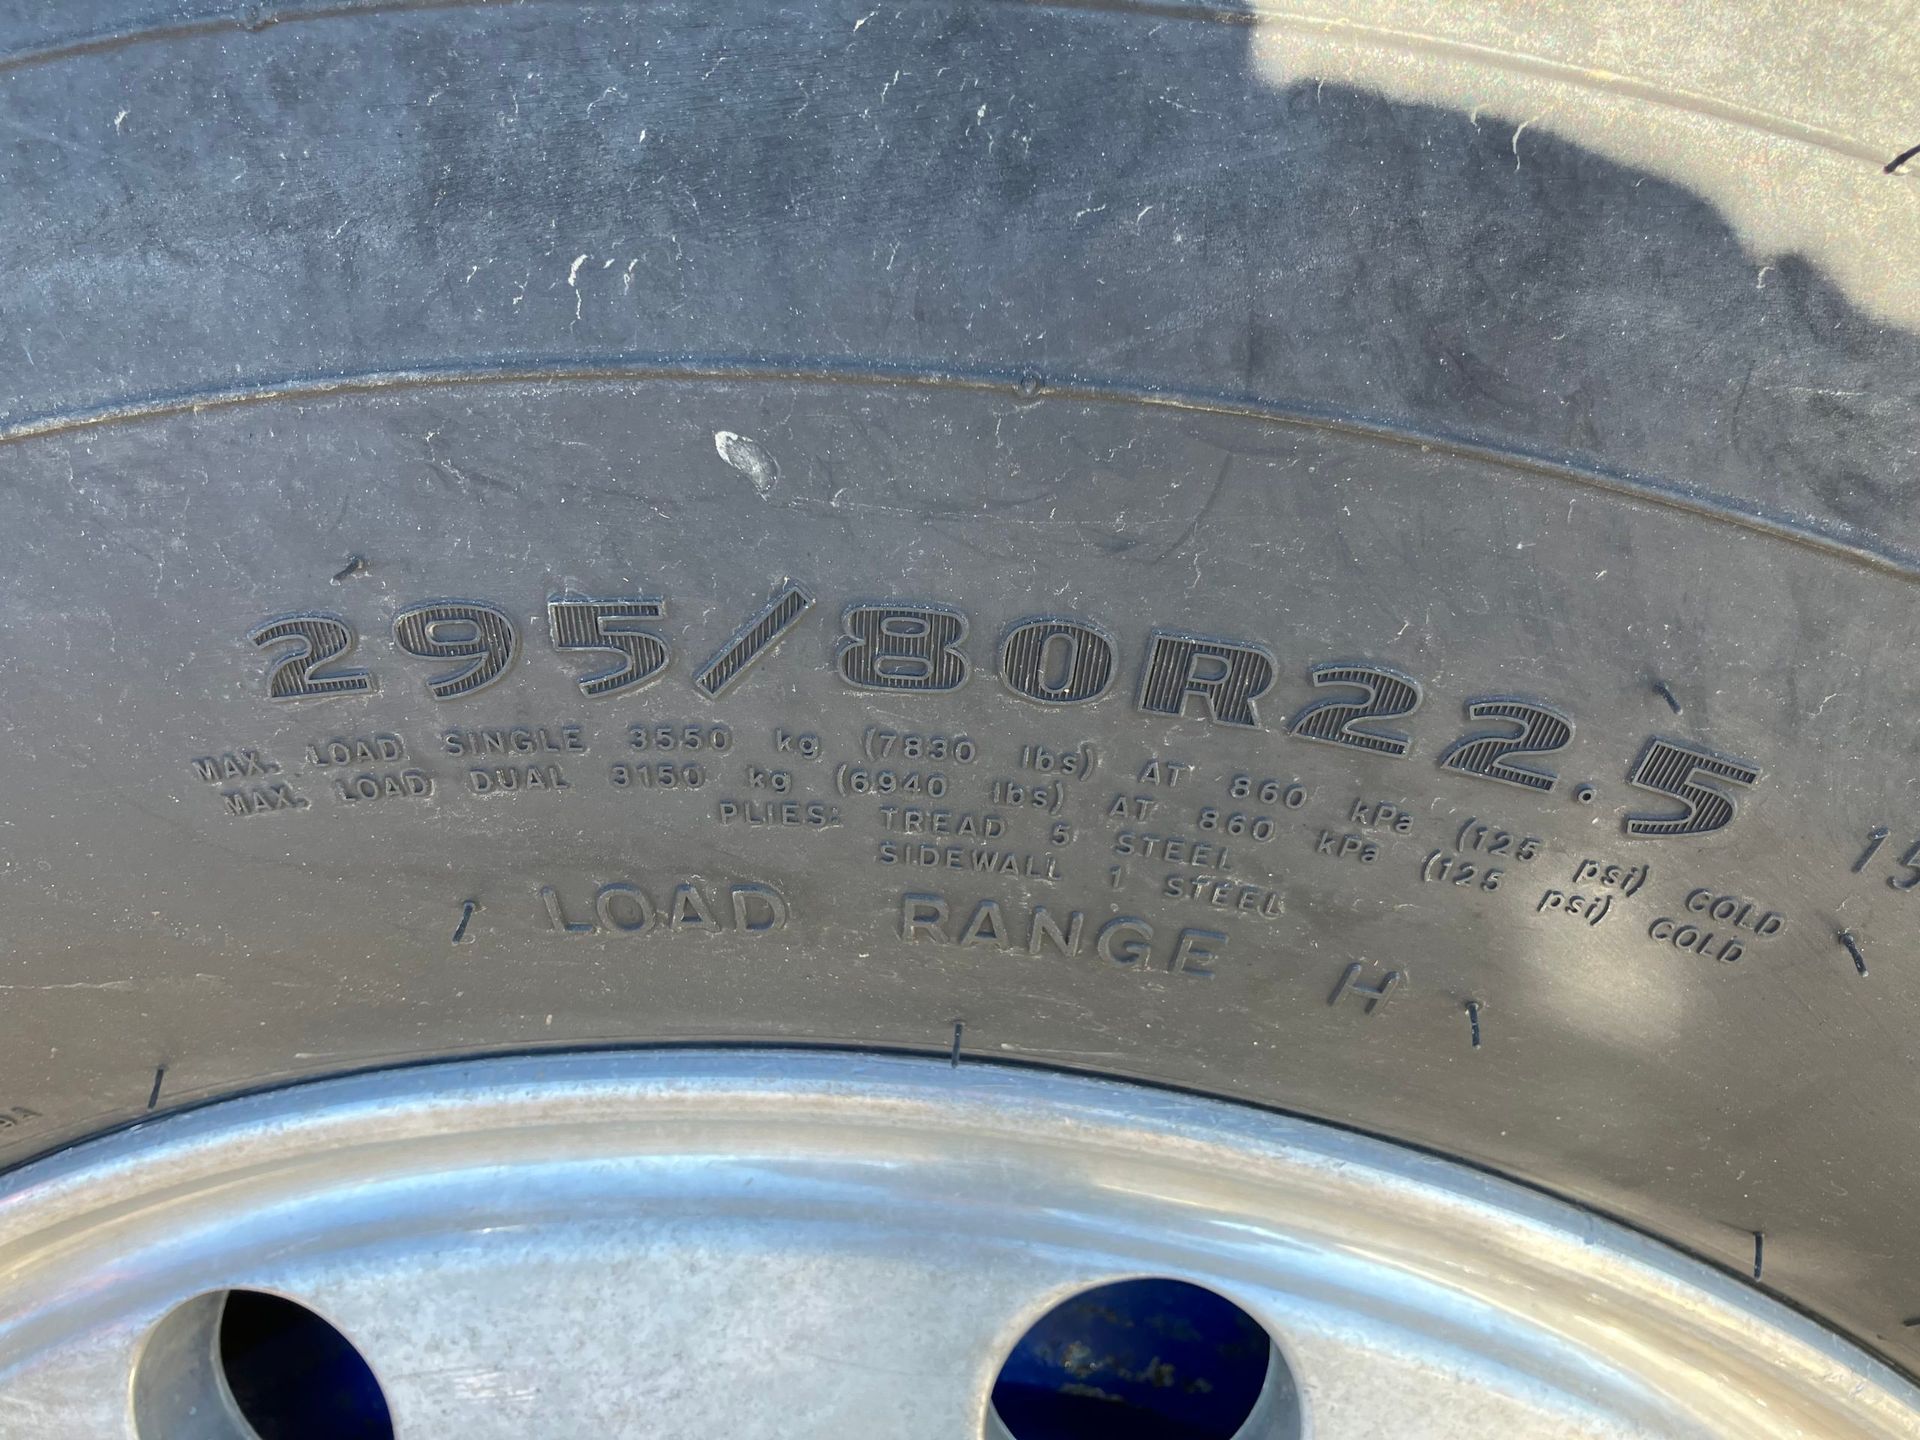 295/80R22.5
MAX. LOAD SINGLE 3550 kg (7830 lbs) AT 860 kPa (125 psi) COLD
MAX. LOAD DUAL 3150 kg (6940 lbs) AT 860 kPa (125 psi) COLD
PLIES: TREAD 5 STEEL
SIDEWALL 1 STEEL
LOAD RANGE H
15